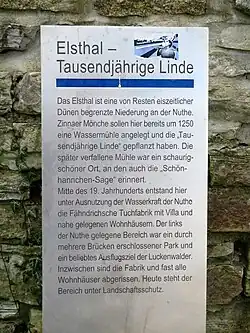 Elsthal –
Tausendjährige Linde
Das Elsthal ist eine von Resten eiszeitlicher
Dünen begrenzte Niederung an der Nuthe.
Zinnaer Mönche sollen hier bereits um 1250
eine Wassermühle angelegt und die „Tau-
sendjährige Linde" gepflanzt haben. Die
später verfallene Mühle war ein schaurig-
schöner Ort, an den auch die „Schön-
hannchen-Sage" erinnert.
Mitte des 19. Jahrhunderts entstand hier
unter Ausnutzung der Wasserkraft der Nuthe
die Fähndrichsche Tuchfabrik mit Villa und
nahe gelegenen Wohnhäusern. Der links
der Nuthe gelegene Bereich war ein durch
mehrere Brücken erschlossener Park und
ein beliebtes Ausflugsziel der Luckenwalder.
Inzwischen sind die Fabrik und fast alle
Wohnhäuser abgerissen. Heute steht der
Bereich unter Landschaftsschutz.